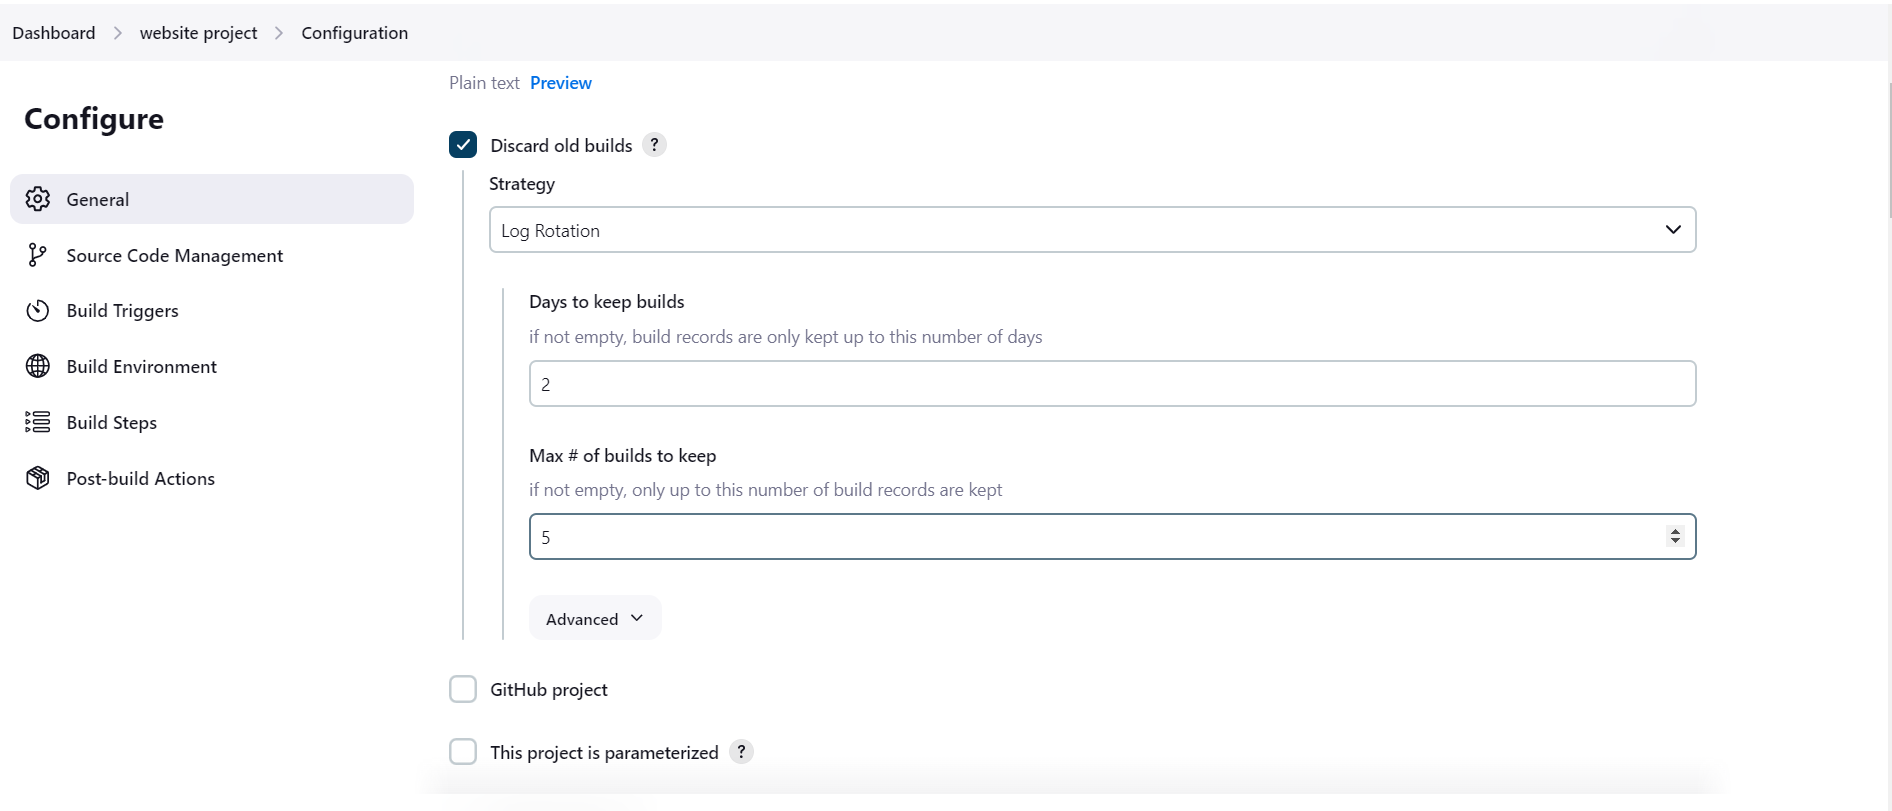 Dashboard > website project > Configuration
Plain text Preview
Configure
General
Source Code Management
Build Triggers
Build Environment
Build Steps
Post-build Actions
Discard old builds ?
Strategy
Log Rotation
Days to keep builds
if not empty, build records are only kept up to this number of days
2
Max # of builds to keep
if not empty, only up to this number of build records are kept
5
Advanced
GitHub project
This project is parameterized ?